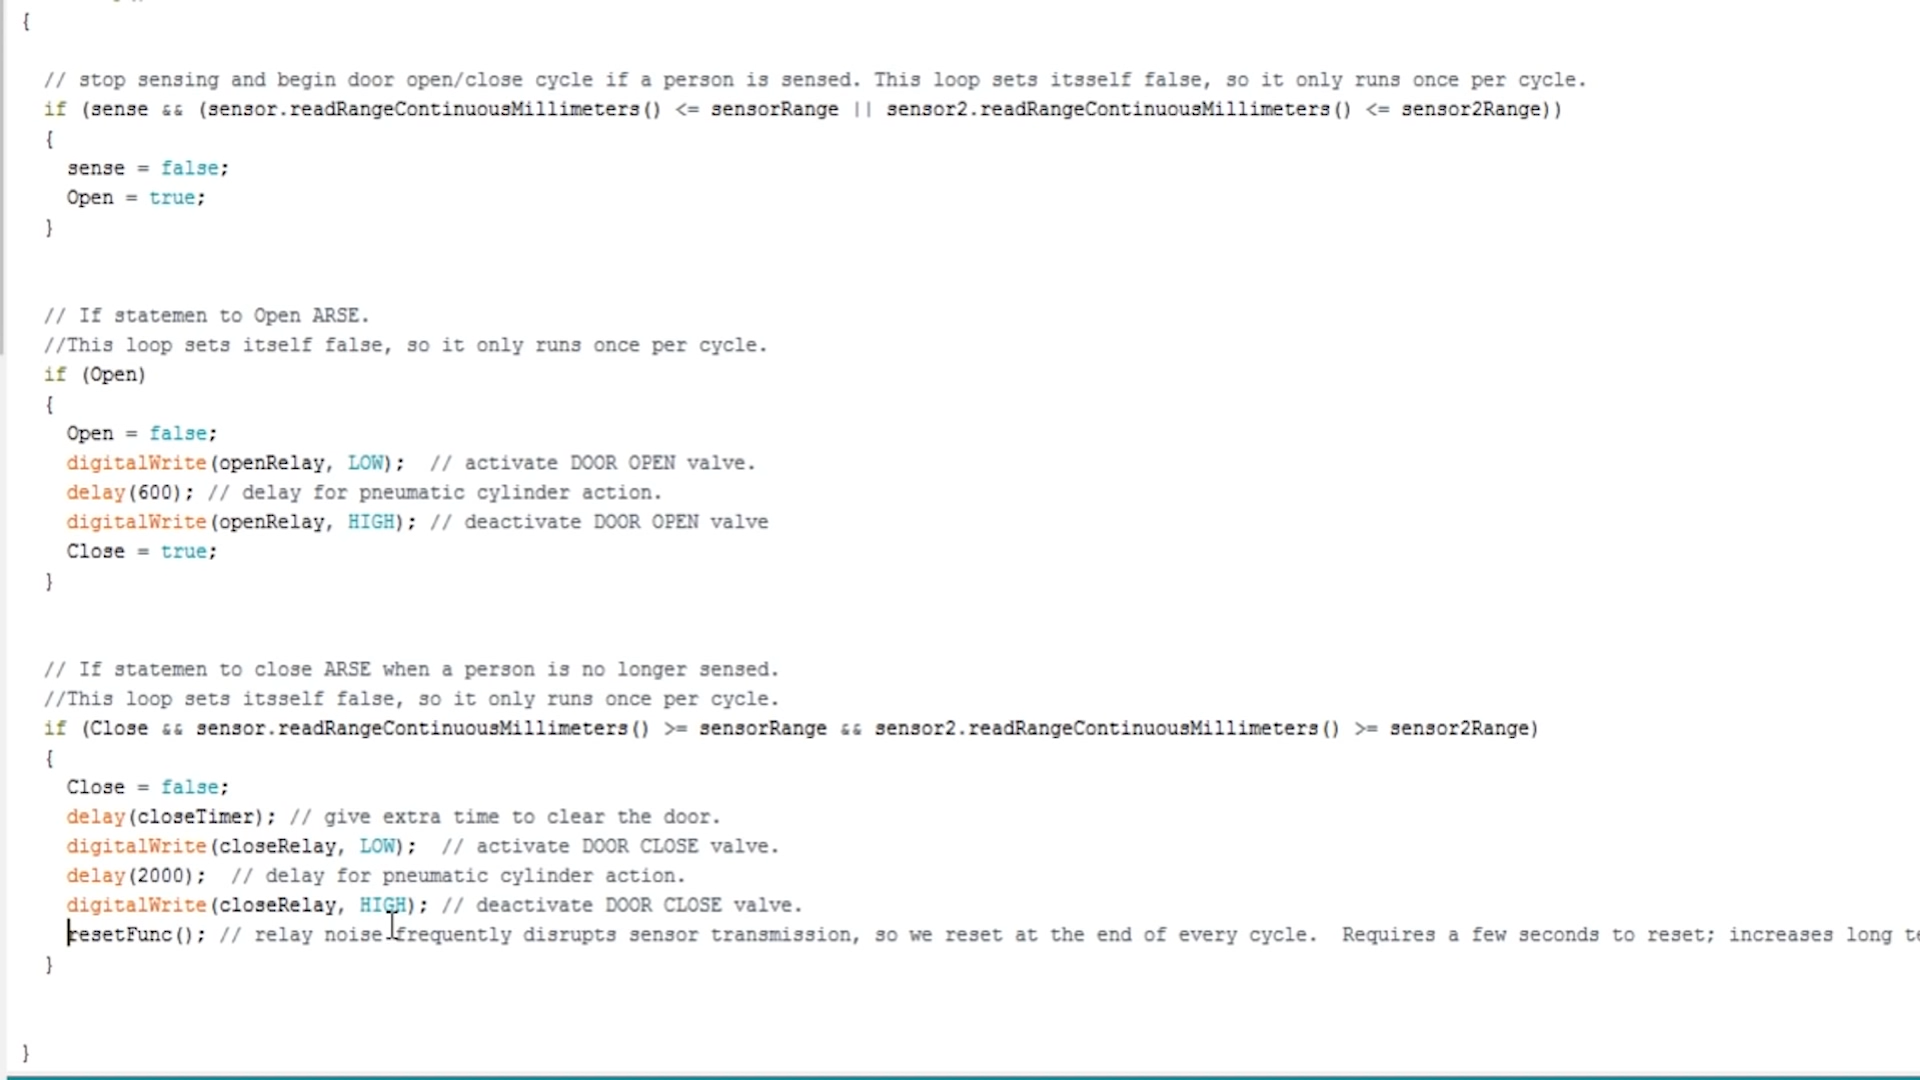 {
// stop sensing and begin door open/close cycle if a person is sensed. This loop sets itsself false, so it only runs once per cycle.
if (sense && (sensor.readRangeContinuousMillimeters() <= sensorRange || sensor2.readRangeContinuousMillimeters() <= sensor2Range))
{
sense = false;
Open = true;
}
// If statemen to Open ARSE.
//This loop sets itself false, so it only runs once per cycle.
if (Open)
{
Open = false;
digitalWrite(openRelay, LOW);  // activate DOOR OPEN valve.
delay(600); // delay for pneumatic cylinder action.
digitalWrite(openRelay, HIGH); // deactivate DOOR OPEN valve
Close = true;
}
// If statemen to close ARSE when a person is no longer sensed.
//This loop sets itsself false, so it only runs once per cycle.
if (Close && sensor.readRangeContinuousMillimeters() >= sensorRange && sensor2.readRangeContinuousMillimeters() >= sensor2Range)
{
Close = false;
delay(closeTimer); // give extra time to clear the door.
digitalWrite(closeRelay, LOW);  // activate DOOR CLOSE valve.
delay(2000);  // delay for pneumatic cylinder action.
digitalWrite(closeRelay, HIGH); // deactivate DOOR CLOSE valve.
resetFunc(); // relay noise frequently disrupts sensor transmission, so we reset at the end of every cycle.  Requires a few seconds to reset; increases long
}
}